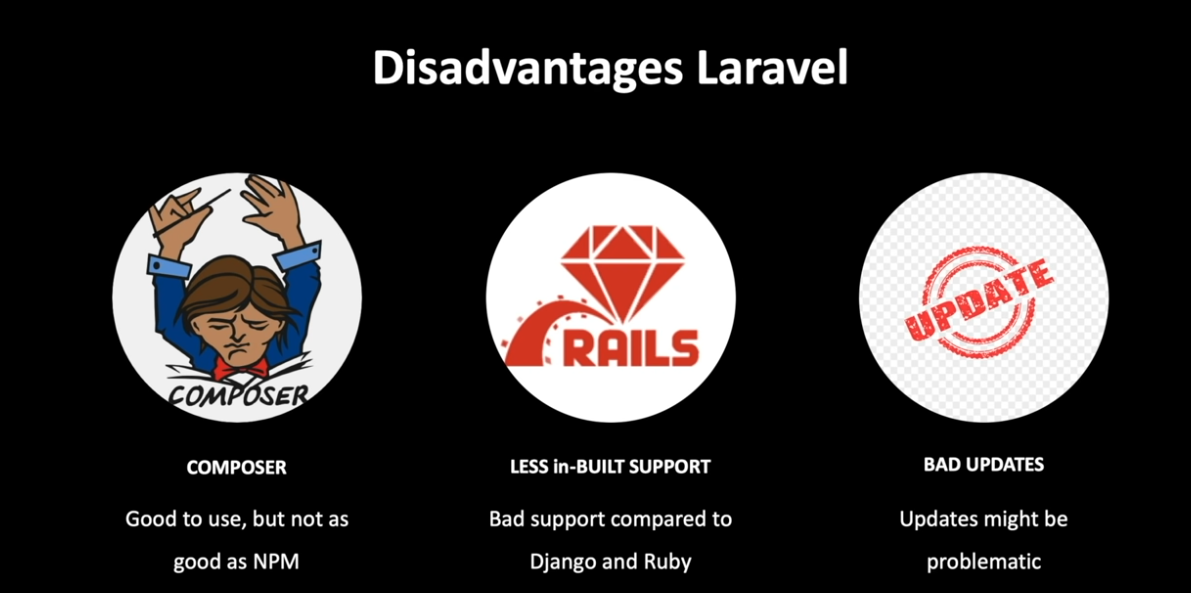 Disadvantages Laravel
COMPOSER
RAILS
UPDATE
COMPOSER
Good to use, but not as
good as NPM
LESS in-BUILT SUPPORT
Bad support compared to
Django and Ruby
BAD UPDATES
Updates might be
problematic